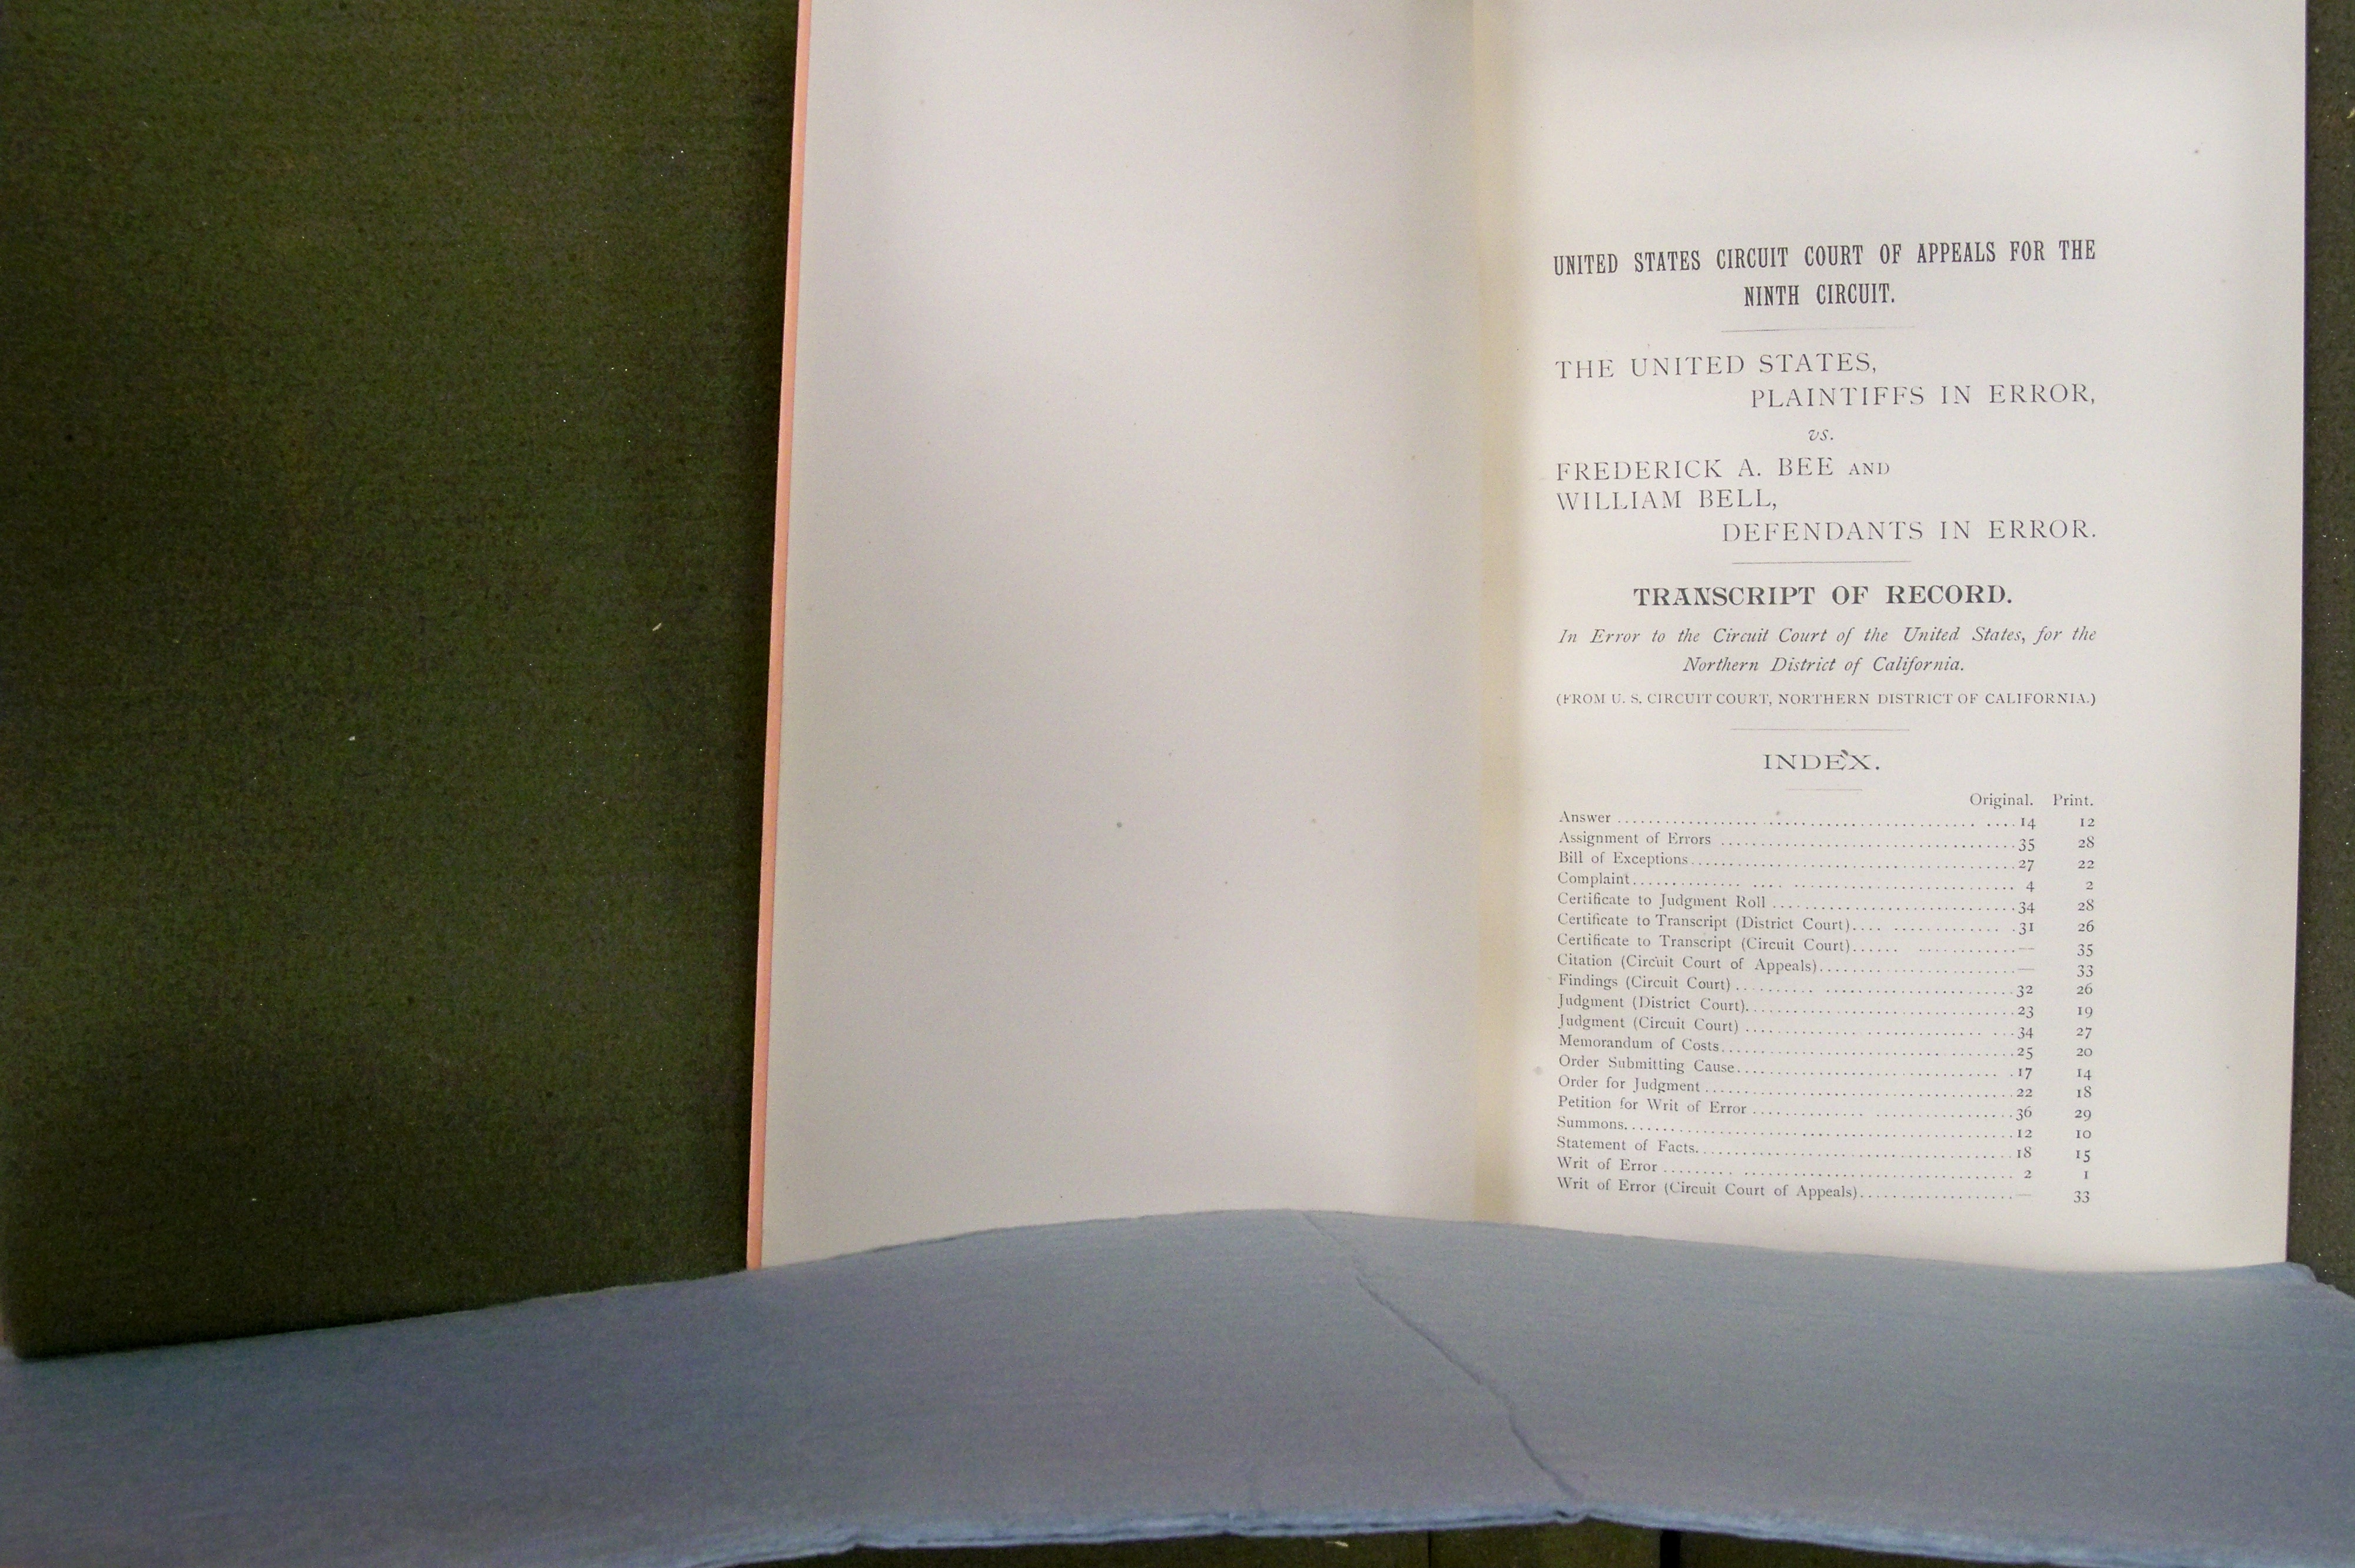 UNITED STATES CIRCUIT COURT OF APPEALS FOR THE
NINTH CIRCUIT.
THE UNITED STATES,
PLAINTIFFS IN ERROR,
vs.
FREDERICK A. BEE AND
WILLIAM BELL,
DEFENDANTS IN ERROR.
TRANSCRIPT OF RECORD.
In Error to the Circuit Court of the United States, for the
Northern District of California.
(FROM U. S. CIRCUIT COURT, NORTHERN DISTRICT OF CALIFORNIA.)
INDEX.
Original. Print.
Answer 14 12
Assignment of Errors 35 28
Bill of Exceptions 27 22
Complaint 4 2
Certificate to Judgment Roll 34 28
Certificate to Transcript (District Court) 31 26
Certificate to Transcript (Circuit Court) — 35
Citation (Circuit Court of Appeals) — 33
Findings (Circuit Court) 32 26
Judgment (District Court) 23 19
Judgment (Circuit Court) 34 27
Memorandum of Costs 25 20
Order Submitting Cause 17 14
Order for Judgment 22 18
Petition for Writ of Error 36 29
Summons 12 10
Statement of Facts 18 15
Writ of Error 2 1
Writ of Error (Circuit Court of Appeals) — 33